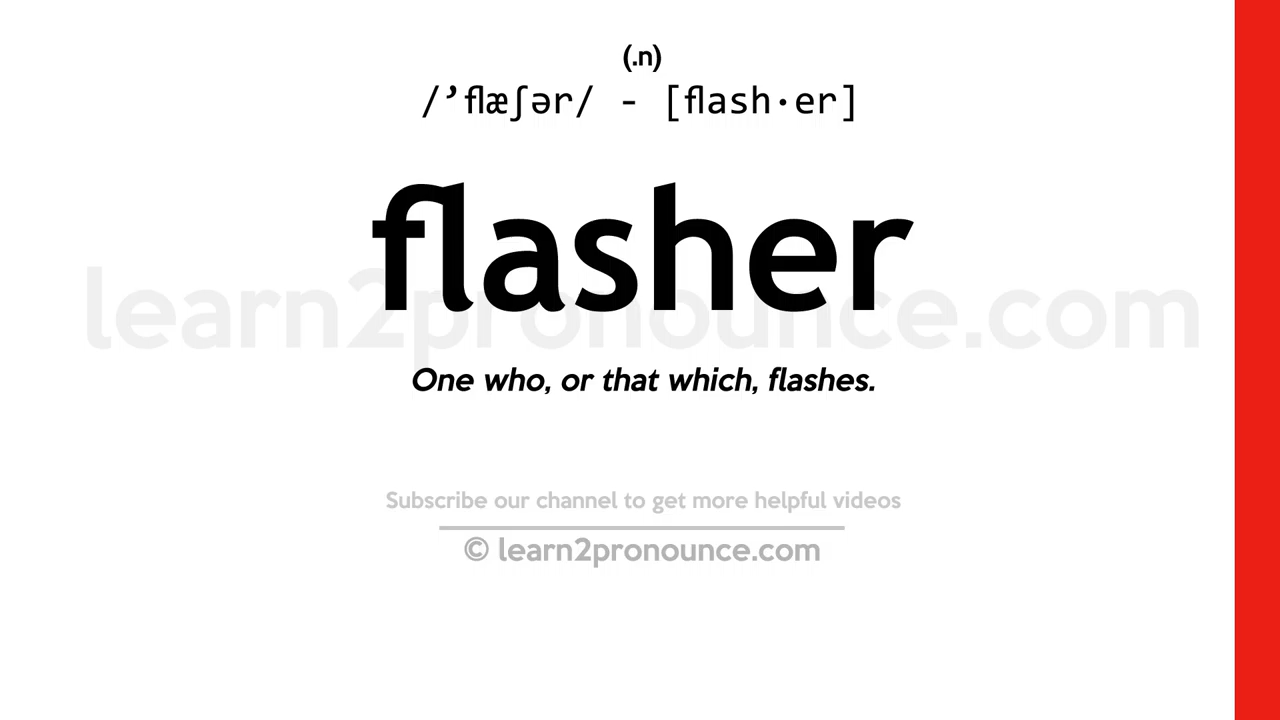 (.n)
/’flæʃər/ - [flash·er]
flasher
learn2pronounce.com
One who, or that which, flashes.
Subscribe our channel to get more helpful videos
© learn2pronounce.com